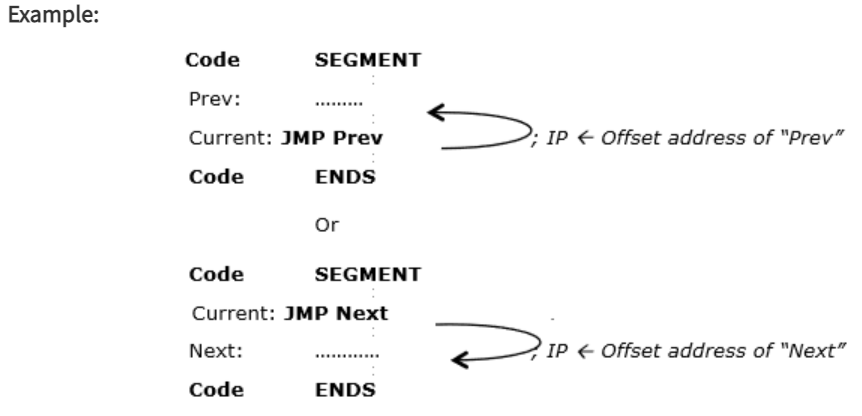 Example:
Code SEGMENT
Prev: .........
Current: JMP Prev ; IP ← Offset address of “Prev”
Code ENDS
Or
Code SEGMENT
Current: JMP Next
Next: ............ ; IP ← Offset address of “Next”
Code ENDS